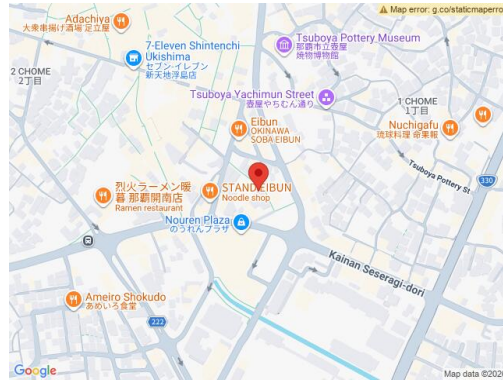 Map error: g.co/staticmaperro
Adachiya
大衆串揚げ酒場 足立屋
7-Eleven Shintenchi
Ukishima
セブン-イレブン
新天地浮島店
Tsuboya Pottery Museum
那覇市立壺屋
焼物博物館
2 CHOME
2丁目
Tsuboya Yachimun Street
壺屋やちむん通り
1 CHOME
1丁目
Eibun
OKINAWA
SOBA EIBUN
Nuchigafu
琉球料理 奇果報
Tsuboya Pottery St
330
烈火ラーメン暖
暮 那覇開南店
Ramen restaurant
STAND EIBUN
Noodle shop
Nouren Plaza
のうれんプラザ
Kainan Seseragi-dori
Ameiro Shokudo
あめいろ食堂
222
Google
Map data ©202